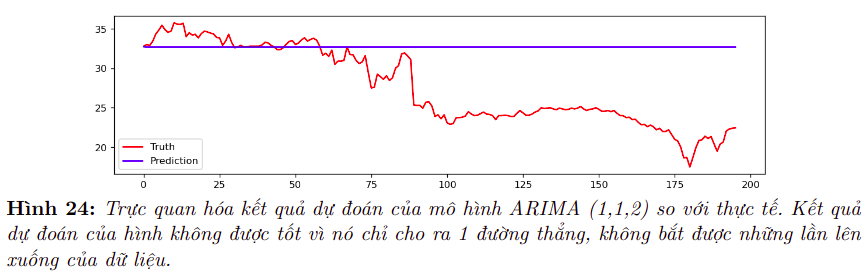 35
30
25
20
Truth
Prediction
0 25 50 75 100 125 150 175 200
Hình 24: Trực quan hóa kết quả dự đoán của mô hình ARIMA (1,1,2) so với thực tế. Kết quả
dự đoán của hình không được tốt vì nó chỉ cho ra 1 đường thẳng, không bắt được những lần lên
xuống của dữ liệu.